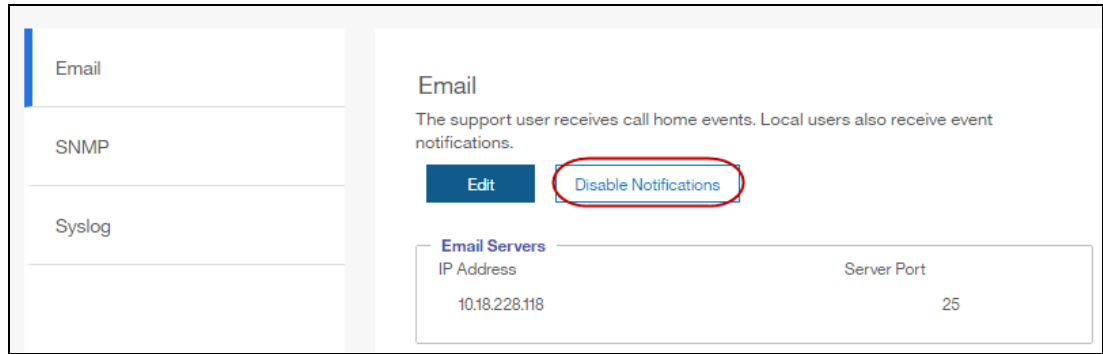 Email
SNMP
Syslog
Email
The support user receives call home events. Local users also receive event
notifications.
Edit Disable Notifications
Email Servers
IP Address Server Port
10.18.228.118 25